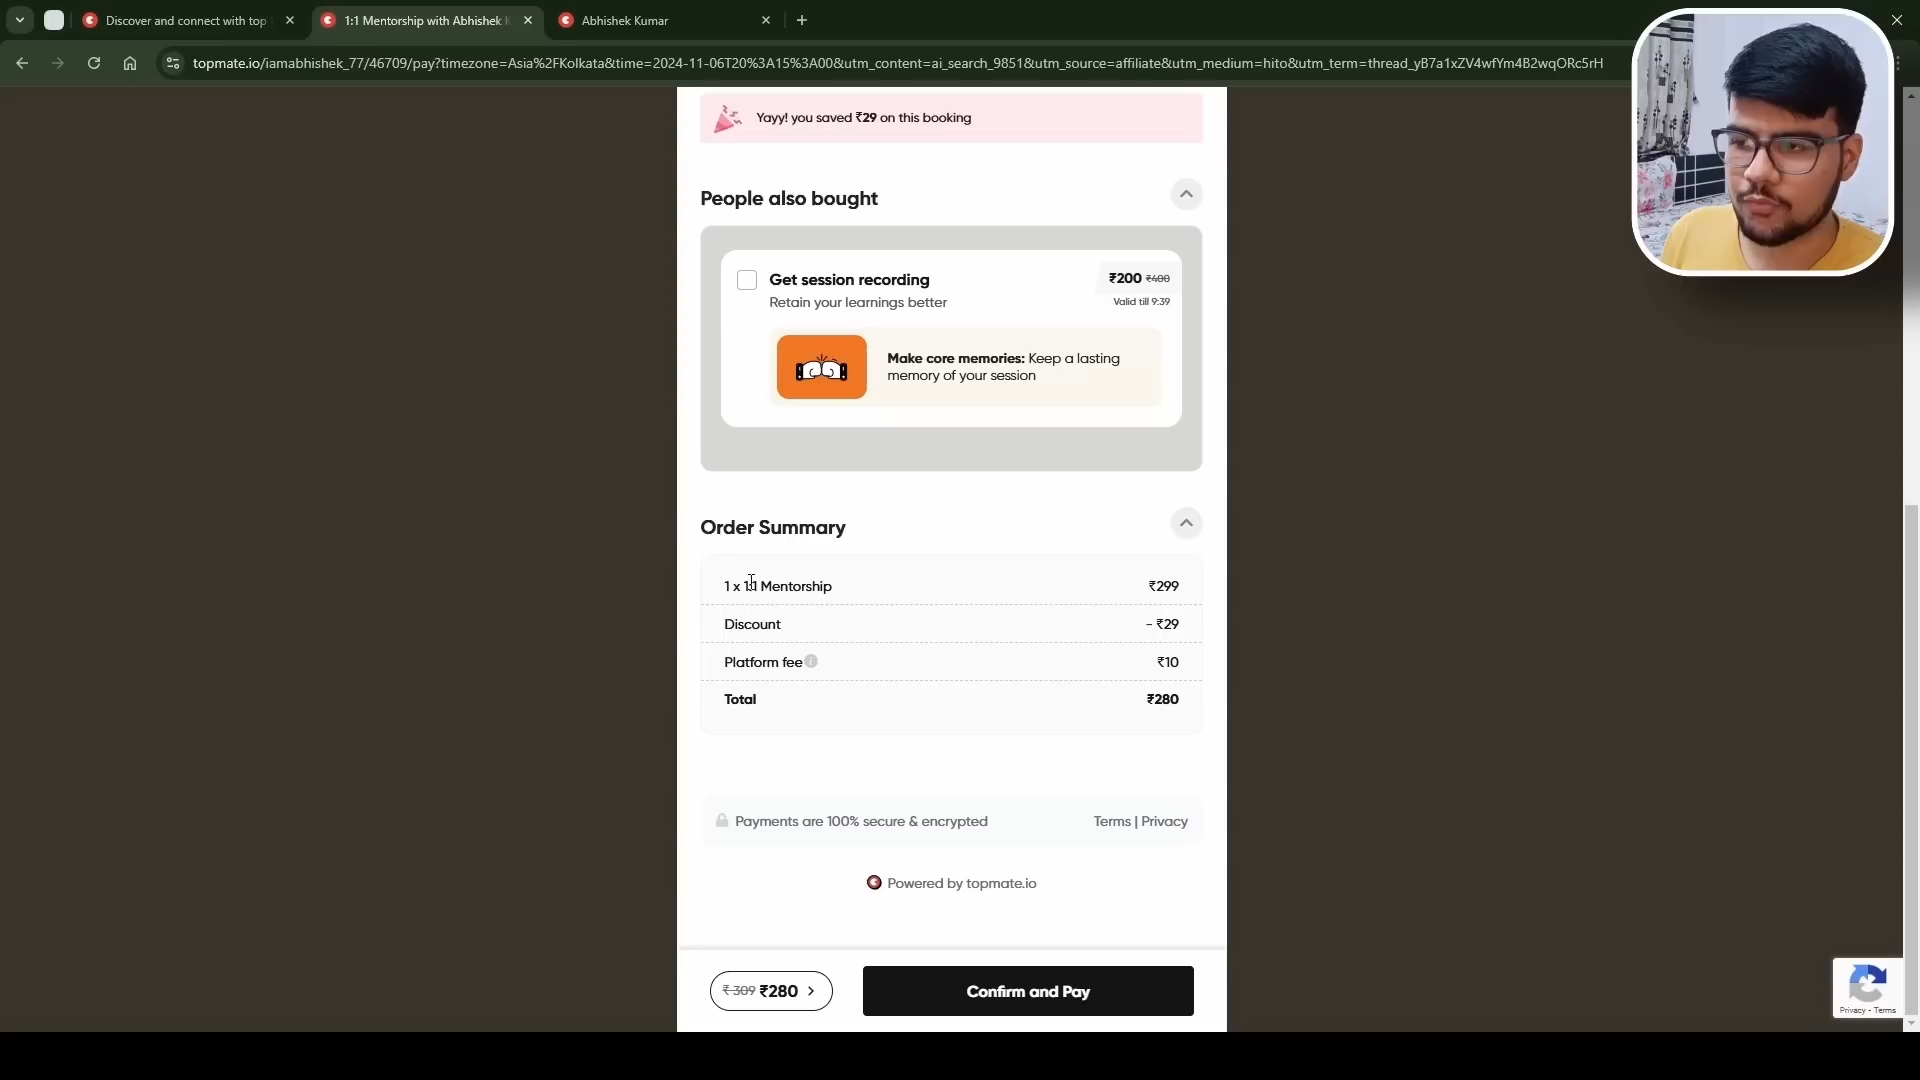 Discover and connect with top
1:1 Mentorship with Abhishek K
Abhishek Kumar
topmate.io/iamabhishek_77/46709/pay?timezone=Asia%2FKolkata&time=2024-11-06T20%3A15%3A00&utm_content=ai_search_9851&utm_source=affiliate&utm_medium=hito&utm_term=thread_yB7a1xZV4wfYm4B2wqORc5rH
Yayy! you saved ₹29 on this booking
People also bought
Get session recording
₹200 ₹400
Retain your learnings better
Valid till 9:39
Make core memories: Keep a lasting
memory of your session
Order Summary
1 x 1:1 Mentorship ₹299
Discount - ₹29
Platform fee ₹10
Total ₹280
Payments are 100% secure & encrypted
Terms | Privacy
Powered by topmate.io
₹ 309 ₹280
Confirm and Pay
Privacy - Terms